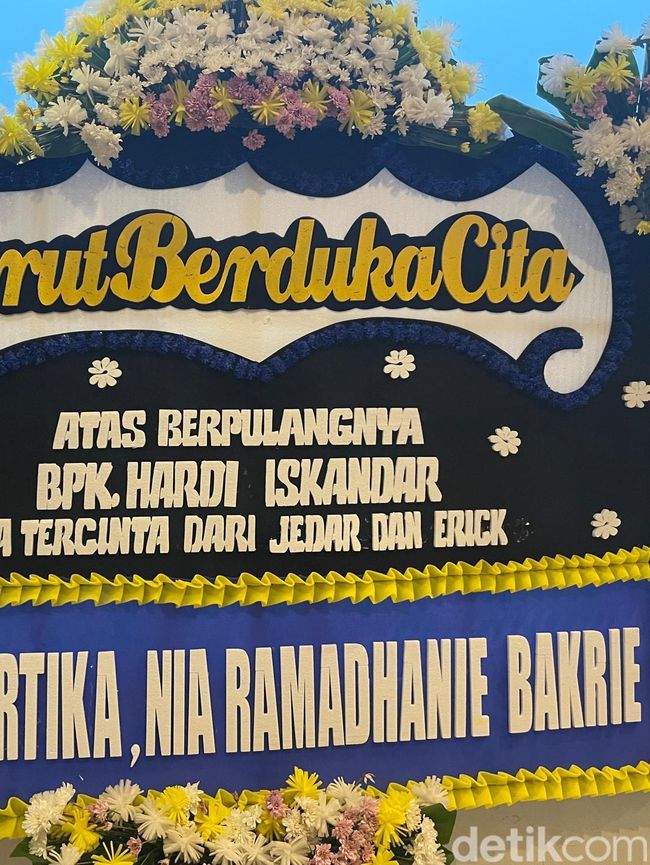 rut Berduka Cita
ATAS BERPULANGNYA
BPK. HARDI ISKANDAR
A TERCINTA DARI JEDAR DAN ERICK
RTIKA, NIA RAMADHANIE BAKRIE
detikcom